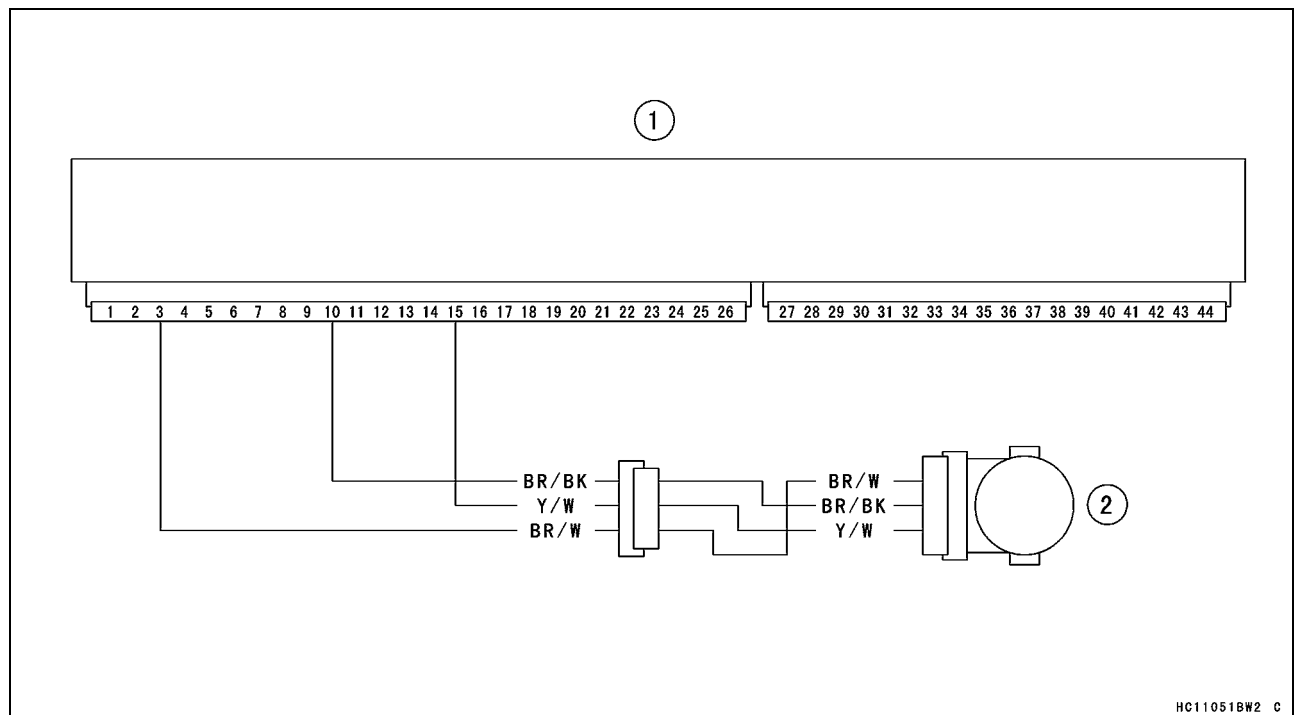 1
1 2 3 4 5 6 7 8 9 10 11 12 13 14 15 16 17 18 19 20 21 22 23 24 25 26 27 28 29 30 31 32 33 34 35 36 37 38 39 40 41 42 43 44
BR/BK BR/W
Y/W BR/BK 2
BR/W Y/W
HC11051BW2 C